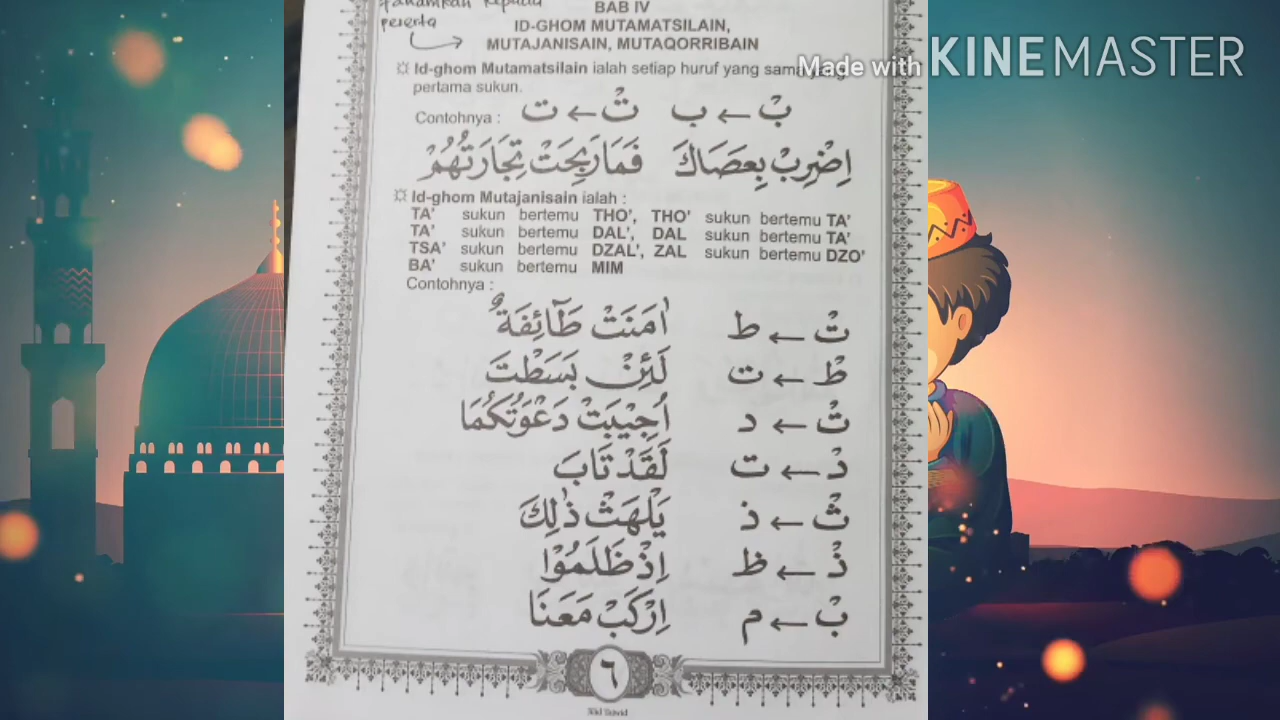 kepada
peserta
BAB IV
ID-GHOM MUTAMATSILAIN,
MUTAJANISAIN, MUTAQORRIBAIN
Made with KINEMASTER
Id-ghom Mutamatsilain ialah setiap huruf yang sama
pertama sukun.
Contohnya : بْ ← ب تْ ← ت
اِضْرِبْ بِعَصَاكَ فَمَارَبِحَتْ تِجَارَتُهُمْ
Id-ghom Mutajanisain ialah :
TA' sukun bertemu THO', THO' sukun bertemu TA'
TA' sukun bertemu DAL', DAL sukun bertemu TA'
TSA' sukun bertemu DZAL', ZAL sukun bertemu DZO'
BA' sukun bertemu MIM
Contohnya :
تْ ← ط اٰمَنَتْ طَآئِفَةٌ
طْ ← ت لَئِنْ بَسَطْتَ
تْ ← د اُجِيْبَتْ دَعْوَتُكُمَا
دْ ← ت لَقَدْ تَابَ
ثْ ← ذ يَلْهَثْ ذٰلِكَ
ذْ ← ظ اِذْ ظَلَمُوْا
بْ ← م اِرْكَبْ مَعَنَا
٦